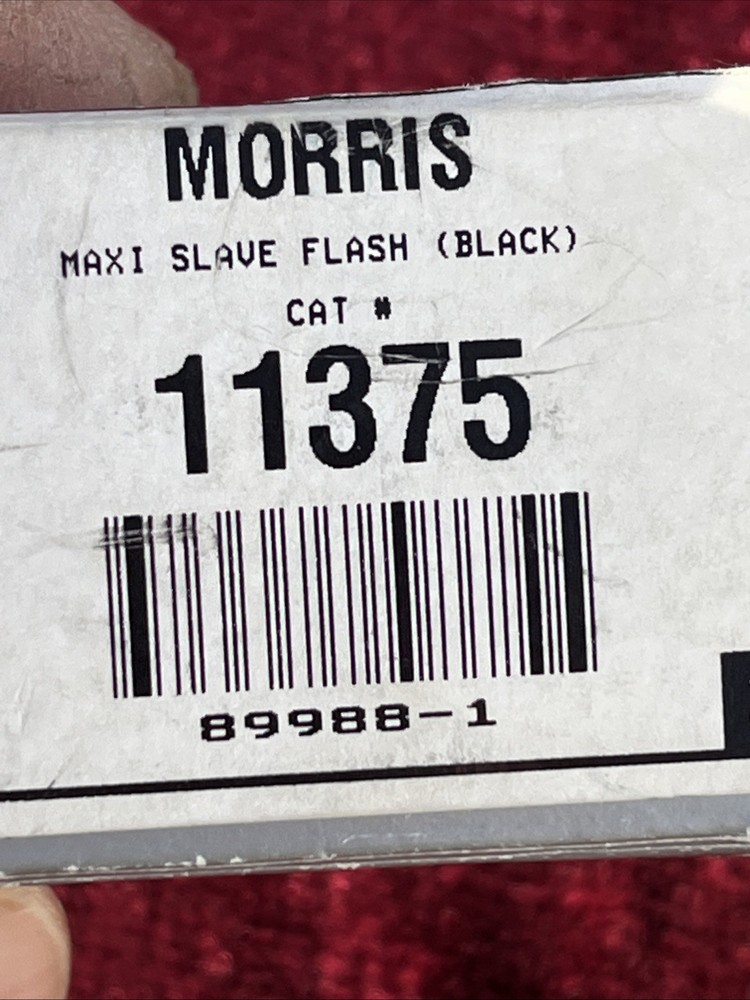 MORRIS
MAXI SLAVE FLASH (BLACK)
CAT #
11375
89988-1